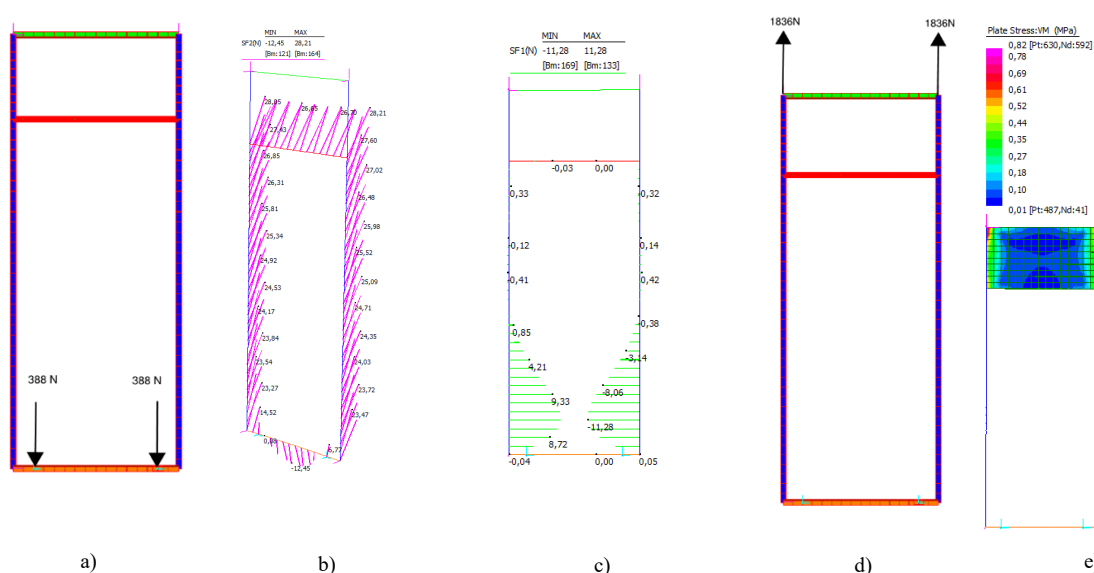 388 N
388 N
a)
MIN MAX
SF2(N) -12,45 28,21
[Bm:121] [Bm:164]
28,05
26,65
26,70
28,21
27,43
27,60
26,85
27,02
26,31
26,48
25,81
25,98
25,34
25,52
24,92
25,09
24,53
24,71
24,17
24,35
23,84
24,03
23,54
23,72
23,27
23,47
14,52
0,08
6,77
-12,45
b)
MIN MAX
SF1(N) -11,28 11,28
[Bm:169] [Bm:133]
-0,03 0,00
0,33 0,32
-0,12 0,14
-0,41 0,42
0,85 0,38
4,21 -3,14
9,33 -8,06
-11,28
8,72
-0,04 0,00 0,05
c)
1836N 1836N
d)
Plate Stress:VM (MPa)
0,82 [Pt:630,Nd:592]
0,78
0,69
0,61
0,52
0,44
0,35
0,27
0,18
0,10
0,01 [Pt:487,Nd:41]
e